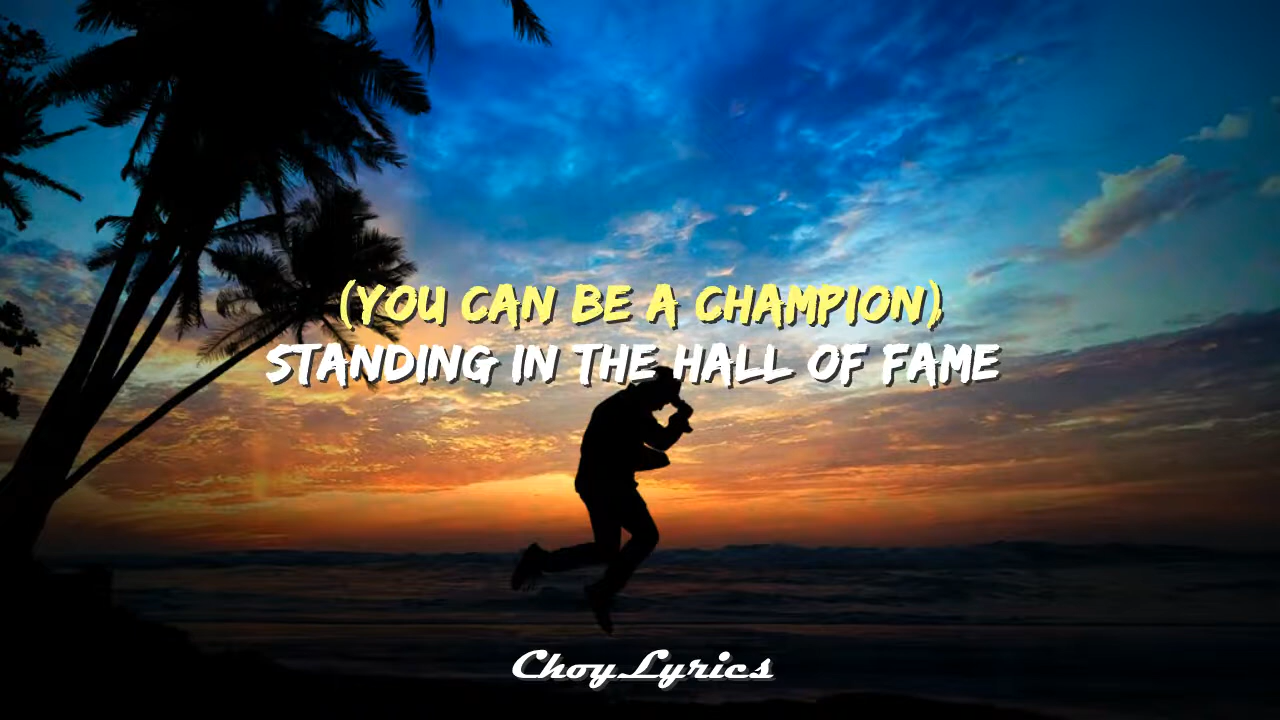 (YOU CAN BE A CHAMPION)
STANDING IN THE HALL OF FAME
ChoyLyrics